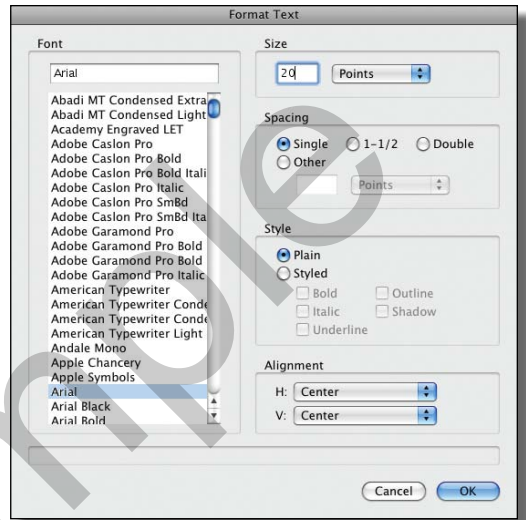 Format Text
Font
Arial
Abadi MT Condensed Extra
Abadi MT Condensed Light
Academy Engraved LET
Adobe Caslon Pro
Adobe Caslon Pro Bold
Adobe Caslon Pro Bold Itali
Adobe Caslon Pro Italic
Adobe Caslon Pro SmBd
Adobe Caslon Pro SmBd Ita
Adobe Garamond Pro
Adobe Garamond Pro Bold
Adobe Garamond Pro Bold
Adobe Garamond Pro Italic
American Typewriter
American Typewriter Conde
American Typewriter Conde
American Typewriter Light
Andale Mono
Apple Chancery
Apple Symbols
Arial
Arial Black
Arial Bold
Size
20 Points
Spacing
Single 1-1/2 Double
Other
Points
Style
Plain
Styled
Bold Outline
Italic Shadow
Underline
Alignment
H: Center
V: Center
Cancel OK
mple